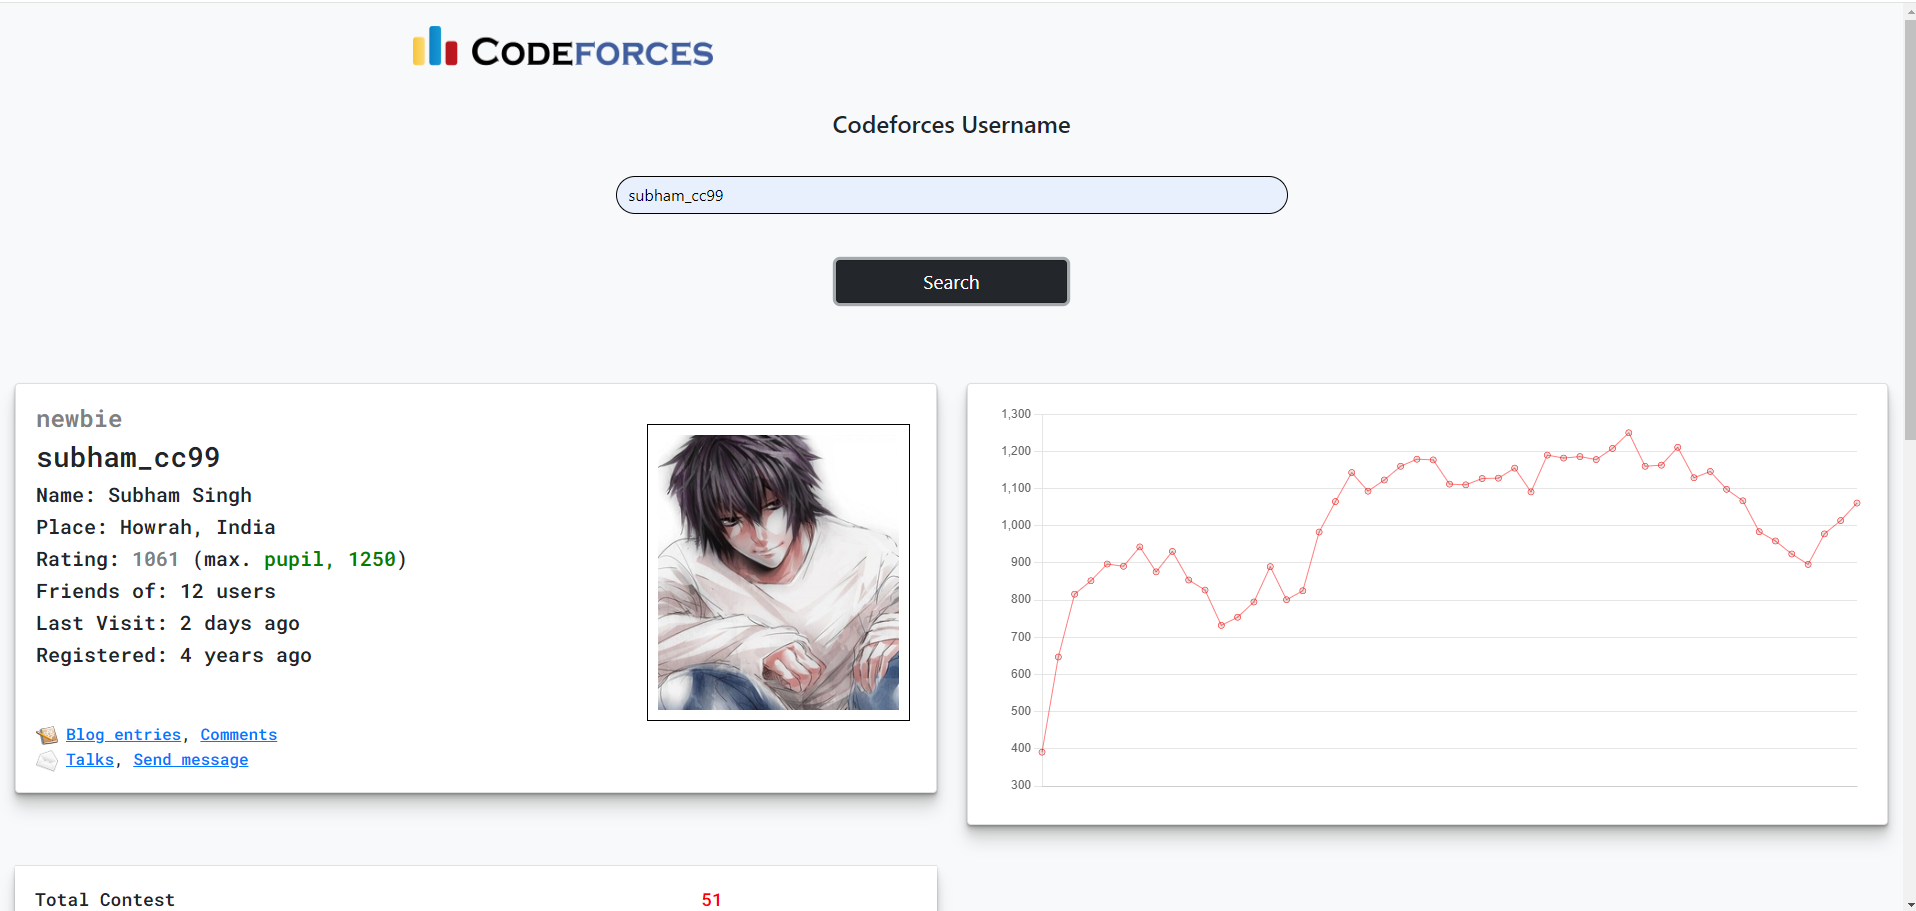 CODEFORCES
Codeforces Username
subham_cc99
Search
newbie
subham_cc99
Name: Subham Singh
Place: Howrah, India
Rating: 1061 (max. pupil, 1250)
Friends of: 12 users
Last Visit: 2 days ago
Registered: 4 years ago
Blog entries, Comments
Talks, Send message
1,300
1,200
1,100
1,000
900
800
700
600
500
400
300
Total Contest 51